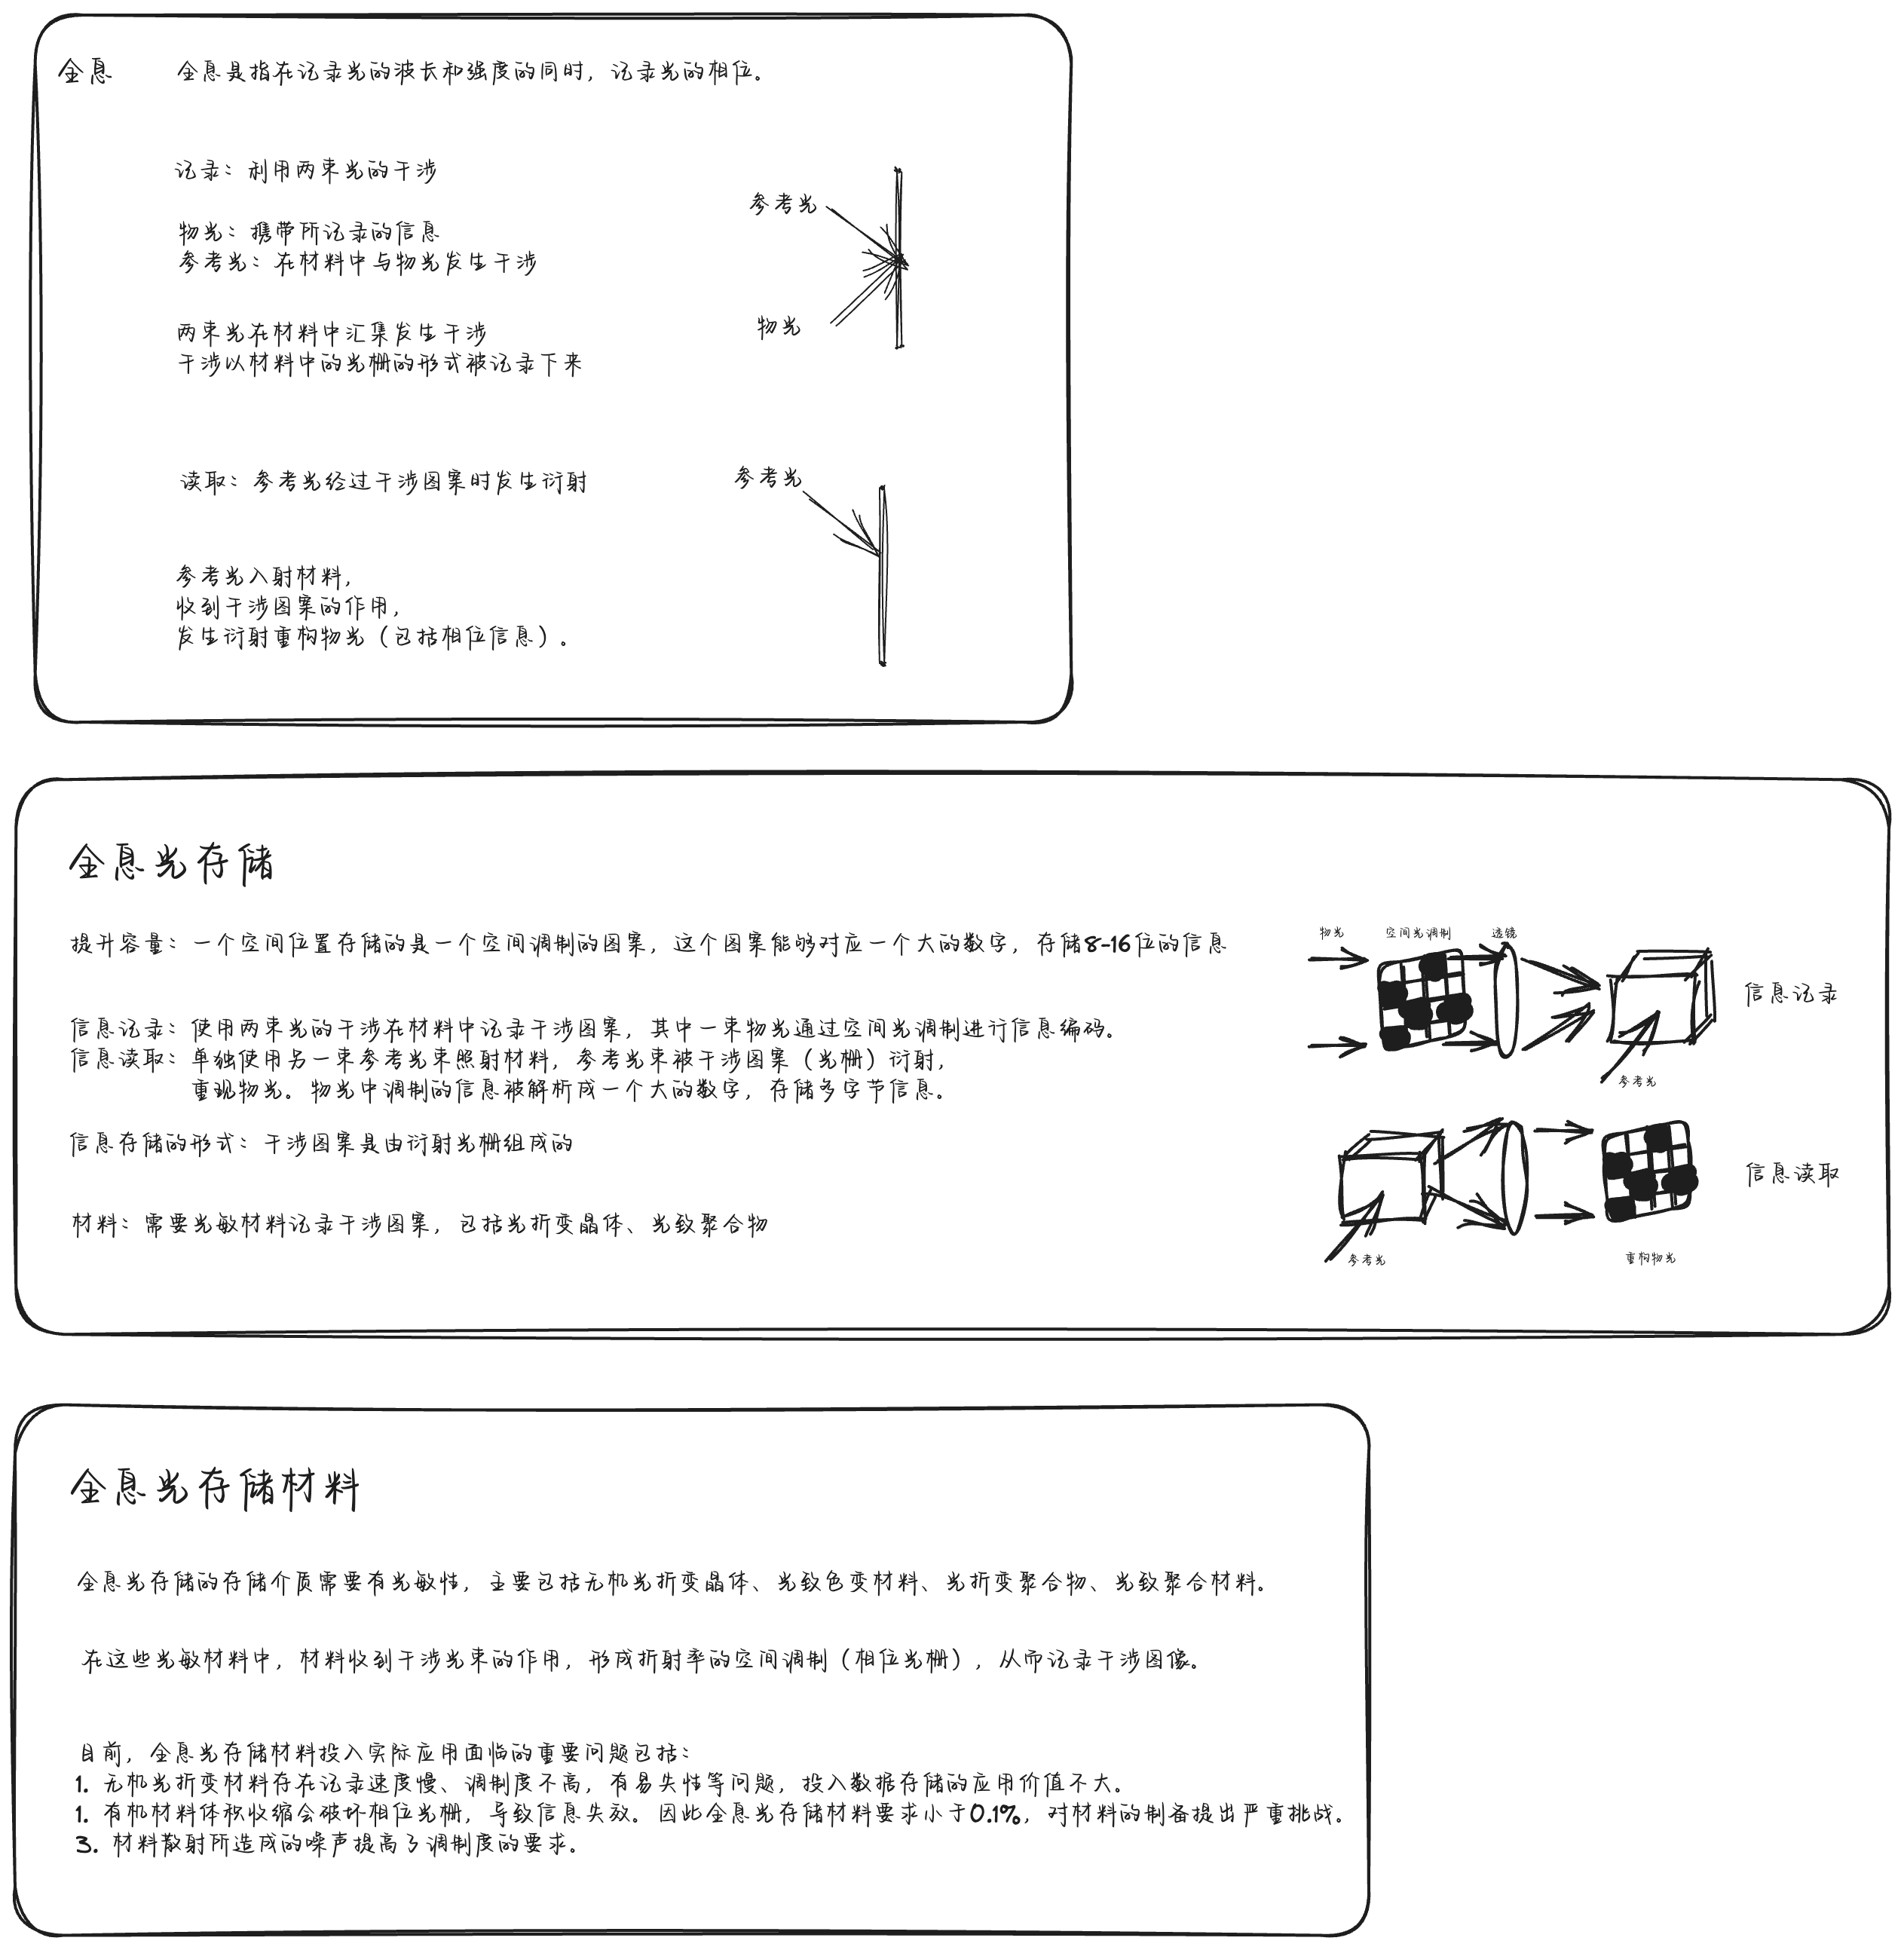 全息
全息是指在记录光的波长和强度的同时，记录光的相位。
记录：利用两束光的干涉
物光：携带所记录的信息
参考光：在材料中与物光发生干涉
两束光在材料中汇集发生干涉
干涉以材料中的光栅的形式被记录下来
参考光
物光
读取：参考光经过干涉图案时发生衍射
参考光
参考光入射材料，
收到干涉图案的作用，
发生衍射重构物光（包括相位信息）。
全息光存储
提升容量：一个空间位置存储的是一个空间调制的图案，这个图案能够对应一个大的数字，存储8-16位的信息
信息记录：使用两束光的干涉在材料中记录干涉图案，其中一束物光通过空间光调制进行信息编码。
信息读取：单独使用另一束参考光束照射材料，参考光束被干涉图案（光栅）衍射，
重现物光。物光中调制的信息被解析成一个大的数字，存储多字节信息。
信息存储的形式：干涉图案是由衍射光栅组成的
材料：需要光敏材料记录干涉图案，包括光折变晶体、光致聚合物
物光
空间光调制
透镜
信息记录
参考光
信息读取
参考光
重构物光
全息光存储材料
全息光存储的存储介质需要有光敏性，主要包括无机光折变晶体、光致色变材料、光折变聚合物、光致聚合材料。
在这些光敏材料中，材料收到干涉光束的作用，形成折射率的空间调制（相位光栅），从而记录干涉图像。
目前，全息光存储材料投入实际应用面临的重要问题包括：
1. 无机光折变材料存在记录速度慢、调制度不高，有易失性等问题，投入数据存储的应用价值不大。
1. 有机材料体积收缩会破坏相位光栅，导致信息失效。因此全息光存储材料要求小于0.1%，对材料的制备提出严重挑战。
3. 材料散射所造成的噪声提高了调制度的要求。